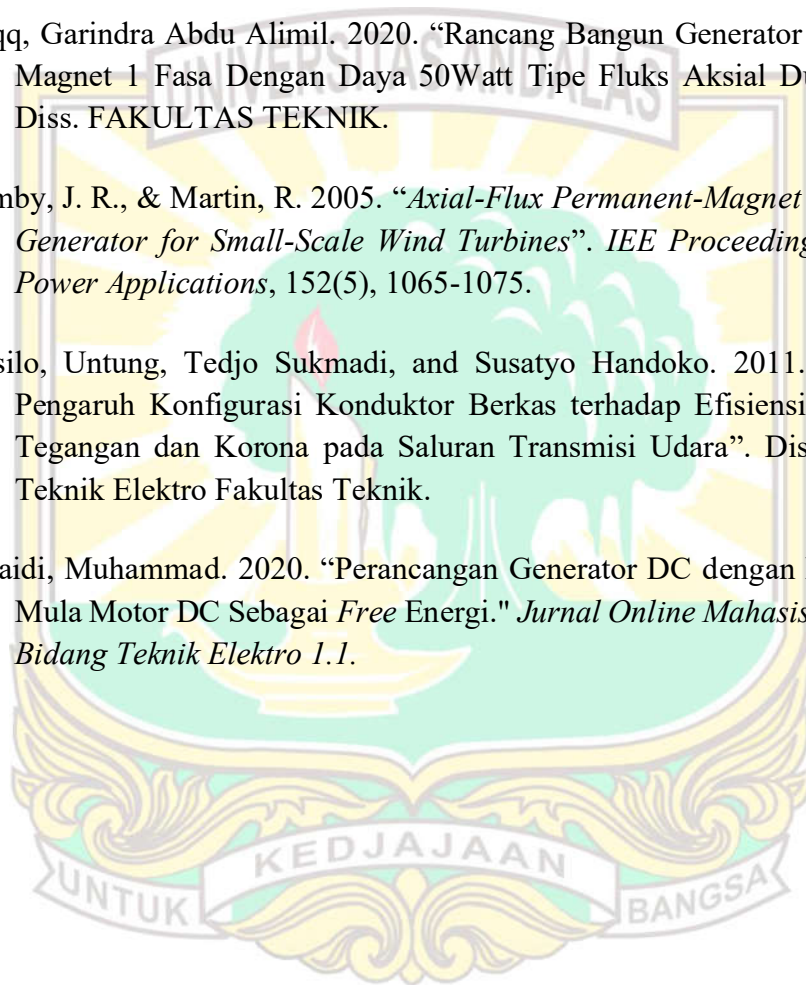 qq, Garindra Abdu Alimil. 2020. “Rancang Bangun Generator
Magnet 1 Fasa Dengan Daya 50Watt Tipe Fluks Aksial Du
Diss. FAKULTAS TEKNIK.
mby, J. R., & Martin, R. 2005. “Axial-Flux Permanent-Magnet
Generator for Small-Scale Wind Turbines”. IEE Proceeding
Power Applications, 152(5), 1065-1075.
silo, Untung, Tedjo Sukmadi, and Susatyo Handoko. 2011.
Pengaruh Konfigurasi Konduktor Berkas terhadap Efisiensi
Tegangan dan Korona pada Saluran Transmisi Udara”. Dis
Teknik Elektro Fakultas Teknik.
aidi, Muhammad. 2020. “Perancangan Generator DC dengan
Mula Motor DC Sebagai Free Energi." Jurnal Online Mahasis
Bidang Teknik Elektro 1.1.
UNIVERSITAS ANDALAS
KEDJAJAAN
UNTUK BANGSA